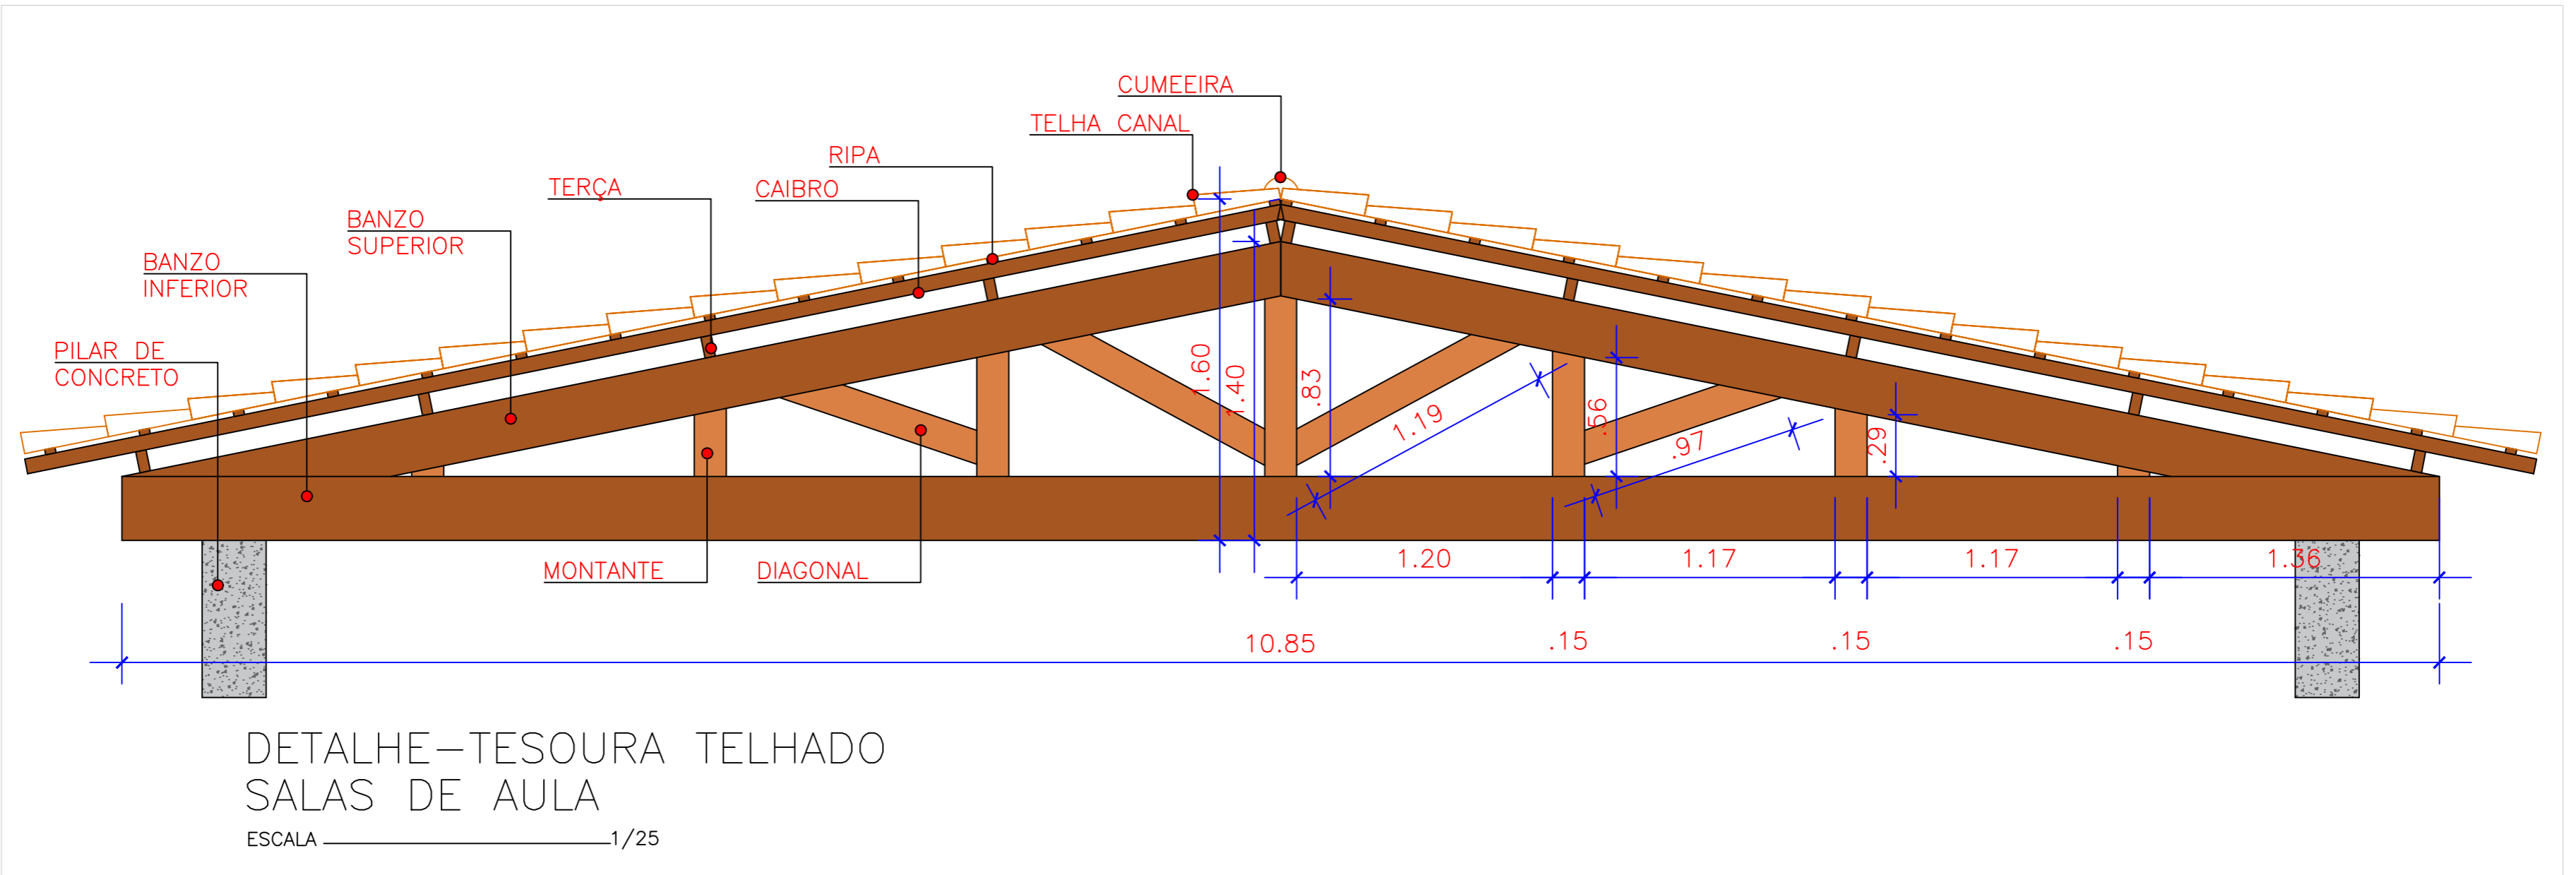 CUMEEIRA
TELHA CANAL
RIPA
CAIBRO
TERÇA
BANZO
SUPERIOR
BANZO
INFERIOR
PILAR DE
CONCRETO
MONTANTE
DIAGONAL
1.60
1.40
.83
1.19
.56
.97
.29
1.20
1.17
1.17
1.36
10.85
.15
.15
.15
DETALHE-TESOURA TELHADO
SALAS DE AULA
ESCALA 1/25